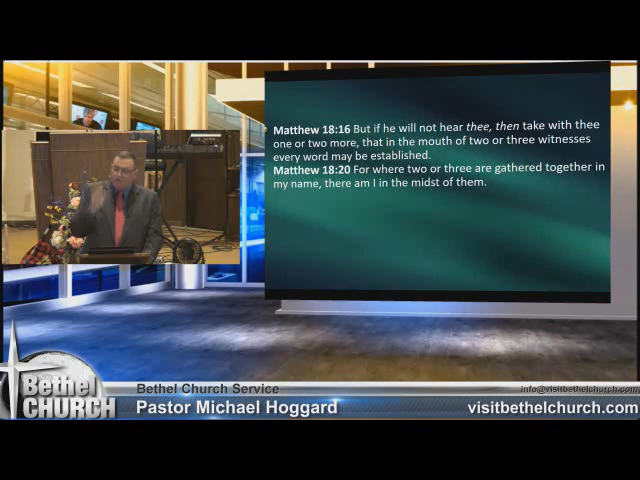 Matthew 18:16 But if he will not hear thee, then take with thee
one or two more, that in the mouth of two or three witnesses
every word may be established.
Matthew 18:20 For where two or three are gathered together in
my name, there am I in the midst of them.
Bethel
CHURCH
Bethel Church Service
info@visitbethelchurch.com
Pastor Michael Hoggard
visitbethelchurch.com